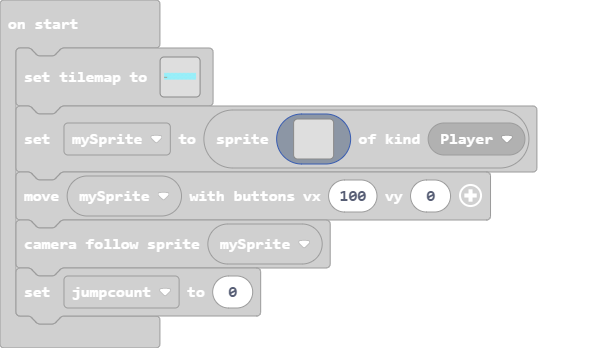 on start
set tilemap to
set mySprite to sprite of kind Player
move mySprite with buttons vx 100 vy 0
camera follow sprite mySprite
set jumpcount to 0